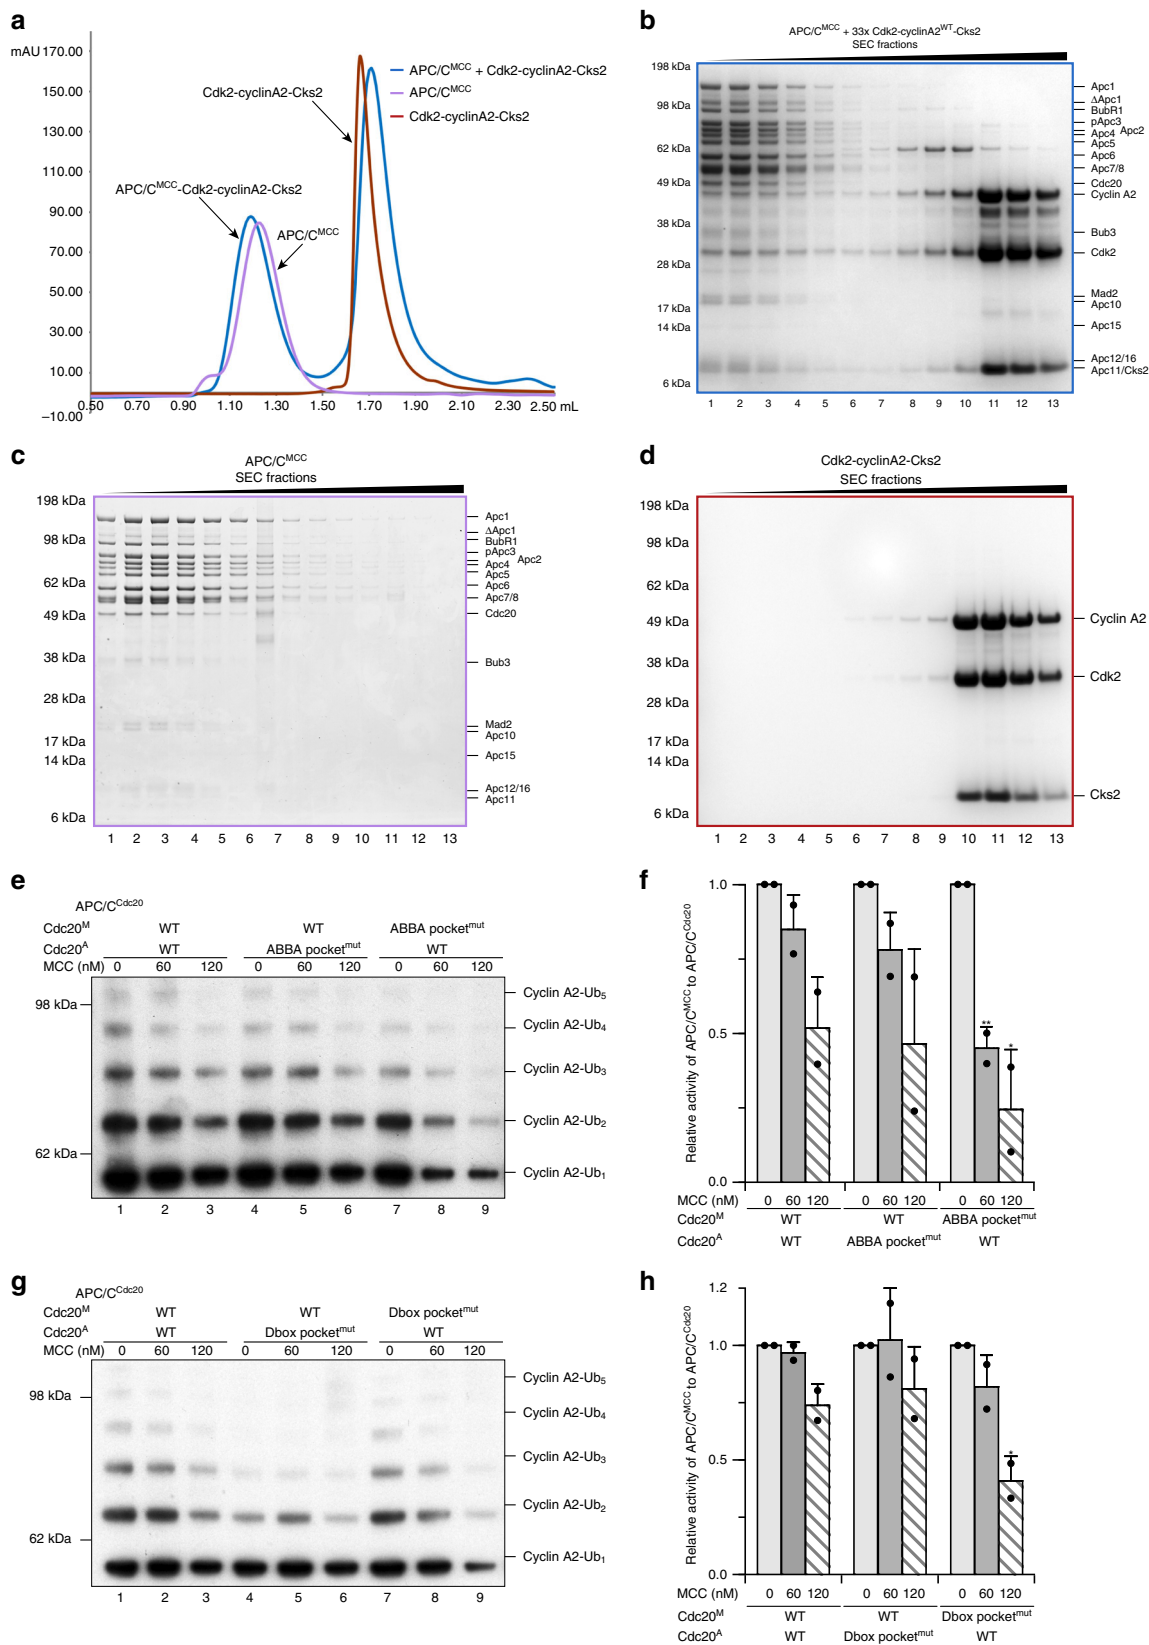 a
mAU 170.00
150.00
130.00
110.00
90.00
70.00
50.00
30.00
10.00
−10.00
0.50 0.70 0.90 1.10 1.30 1.50 1.70 1.90 2.10 2.30 2.50 mL
APC/C^MCC + Cdk2-cyclinA2-Cks2
APC/C^MCC
Cdk2-cyclinA2-Cks2
Cdk2-cyclinA2-Cks2
APC/C^MCC-Cdk2-cyclinA2-Cks2
APC/C^MCC
b
APC/C^MCC + 33x Cdk2-cyclinA2^WT-Cks2
SEC fractions
198 kDa
98 kDa
62 kDa
49 kDa
38 kDa
28 kDa
17 kDa
14 kDa
6 kDa
Apc1
ΔApc1
BubR1
pApc3
Apc4 Apc2
Apc5
Apc6
Apc7/8
Cdc20
Cyclin A2
Bub3
Cdk2
Mad2
Apc10
Apc15
Apc12/16
Apc11/Cks2
1 2 3 4 5 6 7 8 9 10 11 12 13
c
APC/C^MCC
SEC fractions
198 kDa
98 kDa
62 kDa
49 kDa
38 kDa
28 kDa
17 kDa
14 kDa
6 kDa
Apc1
ΔApc1
BubR1
pApc3
Apc4 Apc2
Apc5
Apc6
Apc7/8
Cdc20
Bub3
Mad2
Apc10
Apc15
Apc12/16
Apc11
1 2 3 4 5 6 7 8 9 10 11 12 13
d
Cdk2-cyclinA2-Cks2
SEC fractions
198 kDa
98 kDa
62 kDa
49 kDa
38 kDa
28 kDa
17 kDa
14 kDa
6 kDa
Cyclin A2
Cdk2
Cks2
1 2 3 4 5 6 7 8 9 10 11 12 13
e
APC/C^Cdc20
Cdc20^M WT WT ABBA pocket^mut
Cdc20^A WT ABBA pocket^mut WT
MCC (nM) 0 60 120 0 60 120 0 60 120
98 kDa
62 kDa
Cyclin A2-Ub5
Cyclin A2-Ub4
Cyclin A2-Ub3
Cyclin A2-Ub2
Cyclin A2-Ub1
1 2 3 4 5 6 7 8 9
f
Relative activity of APC/C^MCC to APC/C^Cdc20
1.0
0.5
0.0
** *
MCC (nM) 0 60 120 0 60 120 0 60 120
Cdc20^M WT WT ABBA pocket^mut
Cdc20^A WT ABBA pocket^mut WT
g
APC/C^Cdc20
Cdc20^M WT WT Dbox pocket^mut
Cdc20^A WT Dbox pocket^mut WT
MCC (nM) 0 60 120 0 60 120 0 60 120
98 kDa
62 kDa
Cyclin A2-Ub5
Cyclin A2-Ub4
Cyclin A2-Ub3
Cyclin A2-Ub2
Cyclin A2-Ub1
1 2 3 4 5 6 7 8 9
h
Relative activity of APC/C^MCC to APC/C^Cdc20
1.2
1.0
0.5
0.0
*
MCC (nM) 0 60 120 0 60 120 0 60 120
Cdc20^M WT WT Dbox pocket^mut
Cdc20^A WT Dbox pocket^mut WT